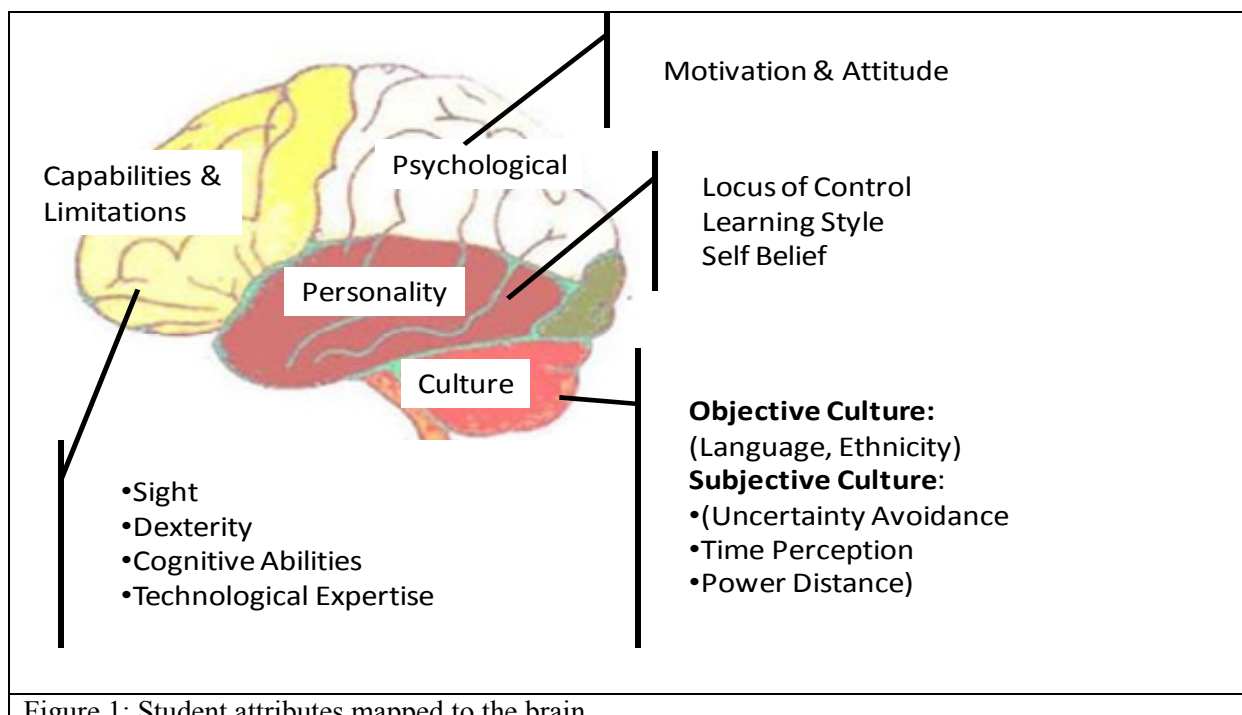 Motivation & Attitude
Psychological
Capabilities &
Limitations
Locus of Control
Learning Style
Self Belief
Personality
Culture
Objective Culture:
(Language, Ethnicity)
Subjective Culture:
•(Uncertainty Avoidance
•Time Perception
•Power Distance)
•Sight
•Dexterity
•Cognitive Abilities
•Technological Expertise
Figure 1: Student attributes mapped to the brain